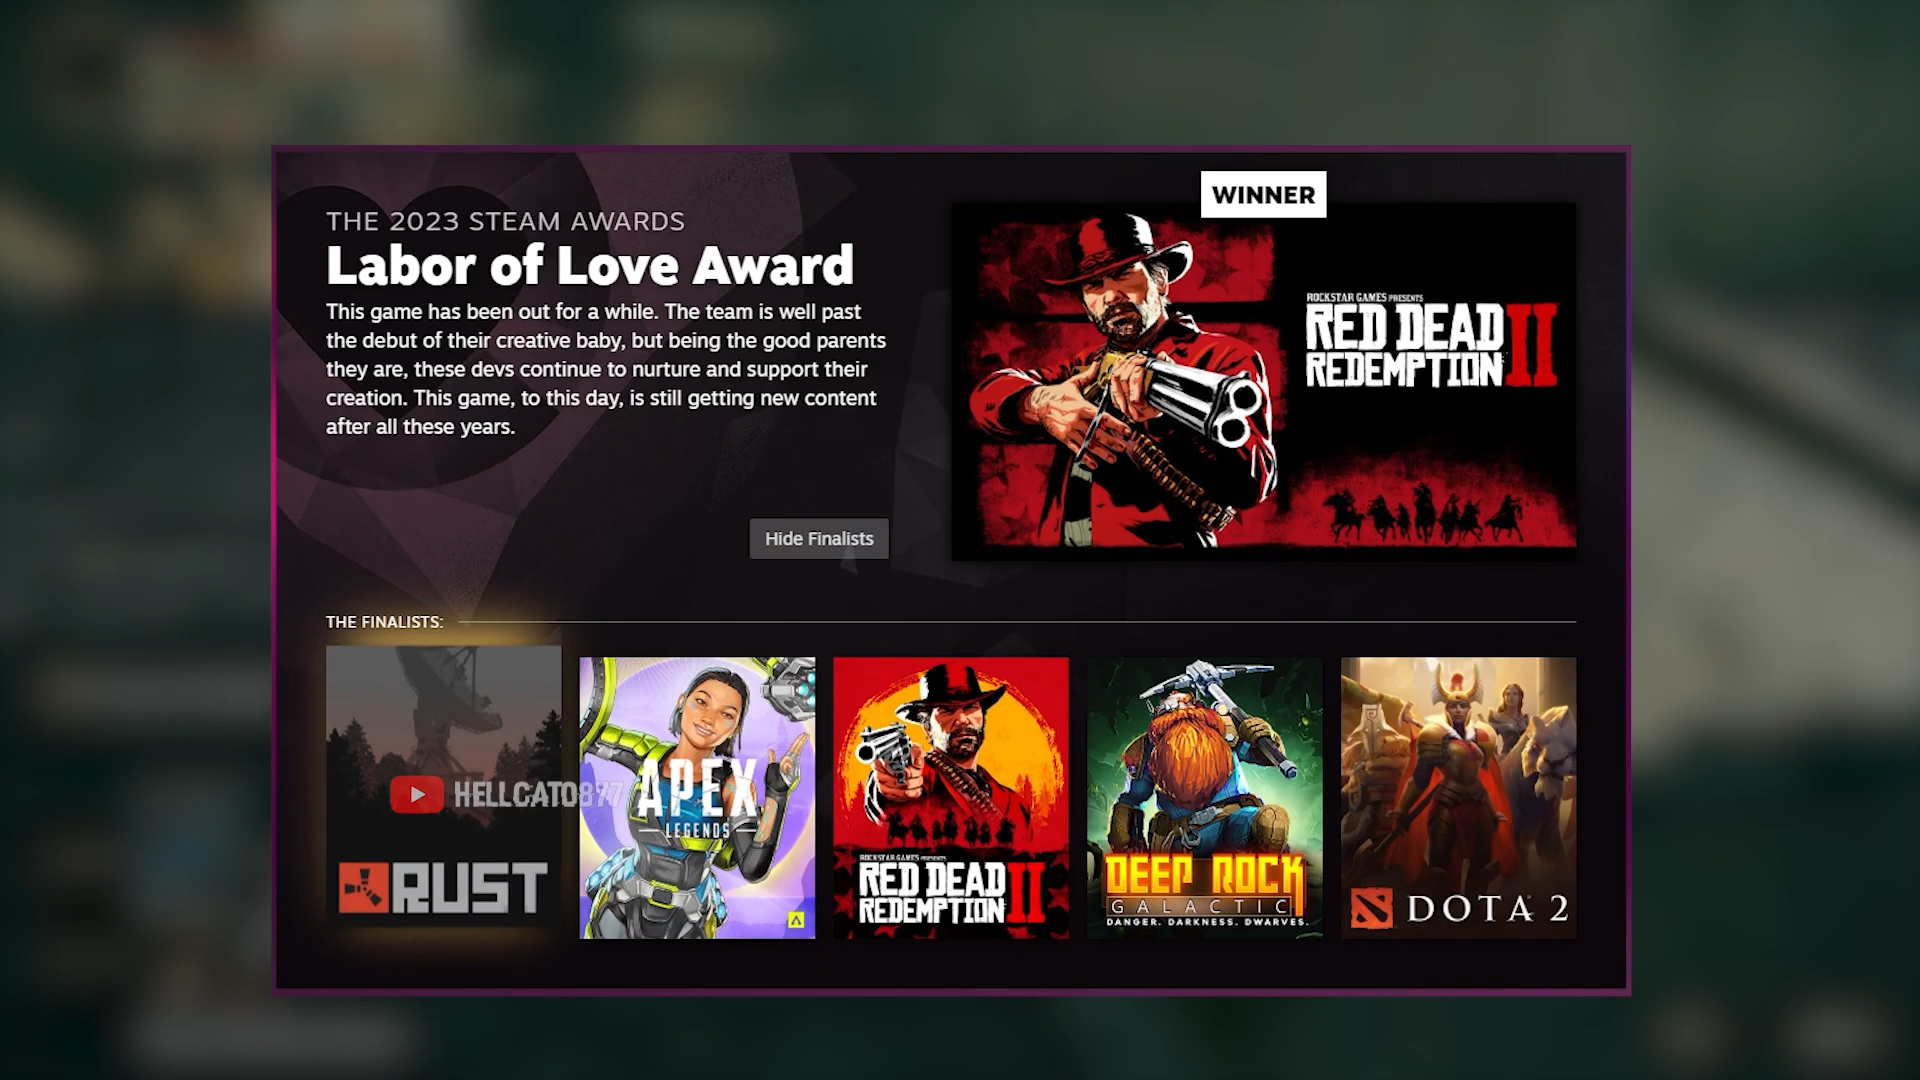 WINNER
THE 2023 STEAM AWARDS
Labor of Love Award
This game has been out for a while. The team is well past
the debut of their creative baby, but being the good parents
they are, these devs continue to nurture and support their
creation. This game, to this day, is still getting new content
after all these years.
ROCKSTAR GAMES PRESENTS
RED DEAD
REDEMPTION II
Hide Finalists
THE FINALISTS:
HELLCAT0877
RUST
APEX
LEGENDS
ROCKSTAR GAMES PRESENTS
RED DEAD
REDEMPTION II
DEEP ROCK
GALACTIC
DANGER. DARKNESS. DWARVES.
DOTA 2